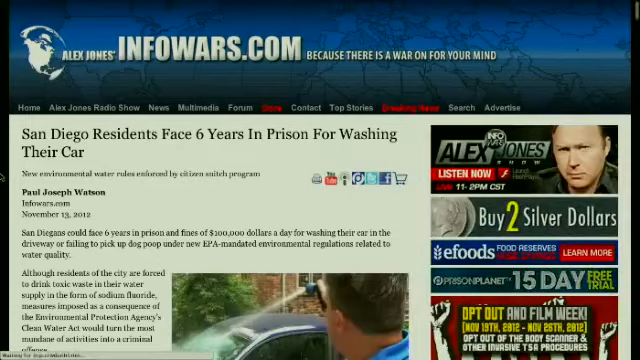 ALEX JONES' INFOWARS.COM BECAUSE THERE IS A WAR ON FOR YOUR MIND
Home Alex Jones Radio Show News Multimedia Forum Store Contact Top Stories Breaking News Search Advertise
San Diego Residents Face 6 Years In Prison For Washing
Their Car
New environmental water rules enforced by citizen snitch program
Paul Joseph Watson
Infowars.com
November 13, 2012
San Diegans could face 6 years in prison and fines of $100,000 dollars a day for washing their car in the
driveway or failing to pick up dog poop under new EPA-mandated environmental regulations related to
water quality.
Although residents of the city are forced
to drink toxic waste in their water
supply in the form of sodium fluoride,
measures imposed as a consequence of
the Environmental Protection Agency's
Clean Water Act would turn the most
mundane of activities into a criminal
offense.
INFO
WARS
ALEX JONES
SHOW
LISTEN NOW
LIVE 11-2PM CST
Buy 2 Silver Dollars
efoods FOOD RESERVES
LEARN MORE
PRISONPLANET 15 DAY FREE
TRIAL
OPT OUT AND FILM WEEK!
[NOV 19TH, 2012 - NOV 26TH, 2012]
OPT OUT OF THE BODY SCANNER &
OTHER INVASIVE TSA PROCEDURES